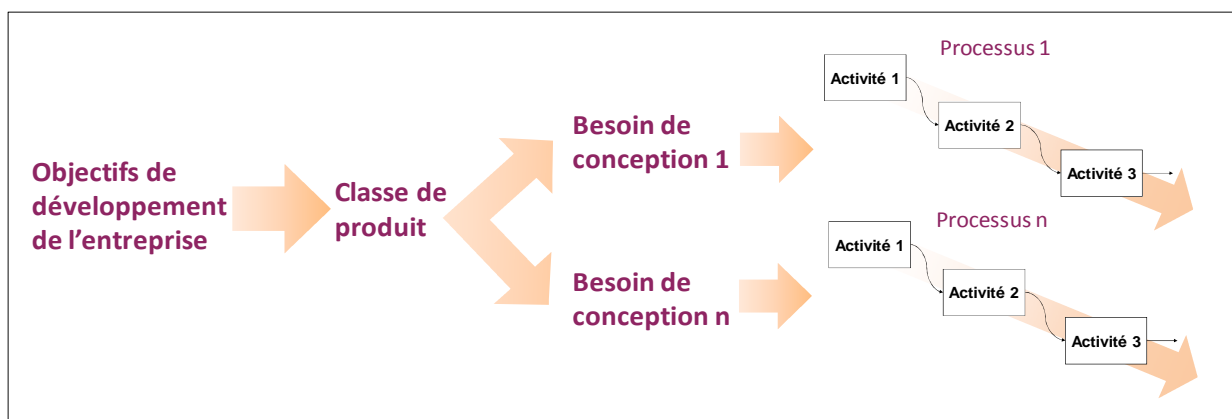 Objectifs de
développement
de l’entreprise
Classe de
produit
Besoin de
conception 1
Processus 1
Activité 1
Activité 2
Activité 3
Besoin de
conception n
Processus n
Activité 1
Activité 2
Activité 3